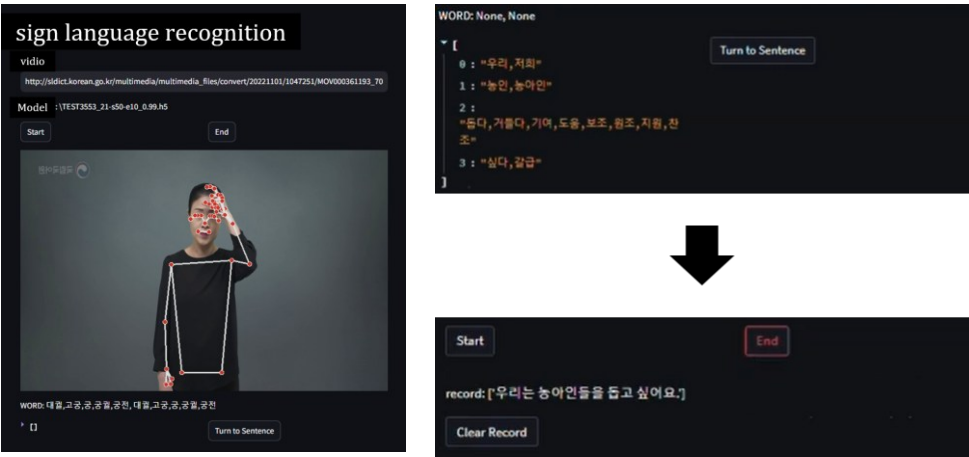 sign language recognition
vidio
http://sldict.korean.go.kr/multimedia/multimedia_files/convert/20221101/1047251/MOV000361193_70
Model :\TEST3553_21-s50-e10_0.99.h5
Start End
WORD: 대궐,고궁,궁,궁궐,궁전, 대궐,고궁,궁,궁궐,궁전
[] Turn to Sentence
WORD: None, None
[ Turn to Sentence
0 : "우리,저희"
1 : "농인,농아인"
2 :
"돕다,거들다,기여,도움,보조,원조,지원,찬
조"
3 : "싶다,갈급"
]
Start End
record: ['우리는 농아인들을 돕고 싶어요.']
Clear Record